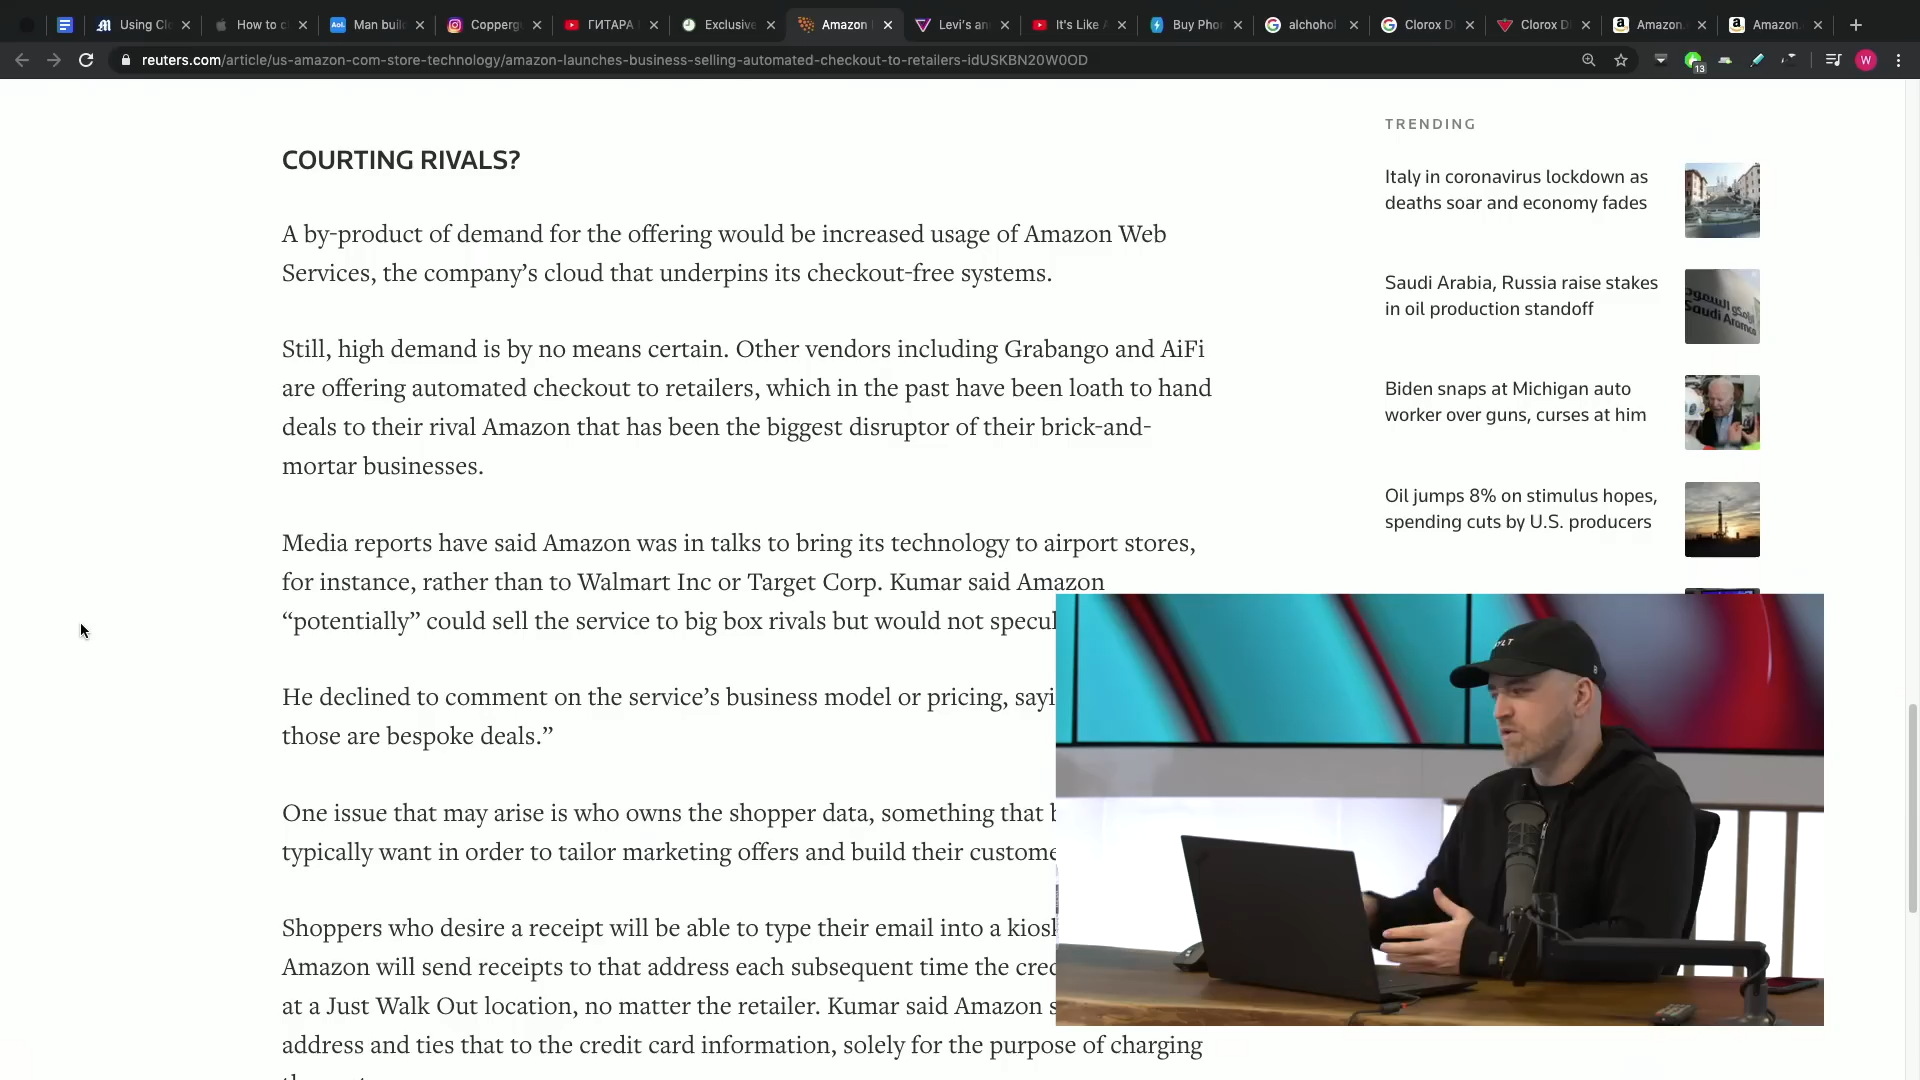 Using Cl
How to c
Aol.
Man buil
Copperg
ГИТАРА
Exclusive
Amazon
Levi's an
It's Like
Buy Pho
alchohol
Clorox D
Clorox D
Amazon.
Amazon.
reuters.com/article/us-amazon-com-store-technology/amazon-launches-business-selling-automated-checkout-to-retailers-idUSKBN20W0OD
13
W
COURTING RIVALS?
A by-product of demand for the offering would be increased usage of Amazon Web
Services, the company's cloud that underpins its checkout-free systems.
Still, high demand is by no means certain. Other vendors including Grabango and AiFi
are offering automated checkout to retailers, which in the past have been loath to hand
deals to their rival Amazon that has been the biggest disruptor of their brick-and-
mortar businesses.
Media reports have said Amazon was in talks to bring its technology to airport stores,
for instance, rather than to Walmart Inc or Target Corp. Kumar said Amazon
“potentially” could sell the service to big box rivals but would not specul
He declined to comment on the service’s business model or pricing, sayi
those are bespoke deals.”
One issue that may arise is who owns the shopper data, something that
typically want in order to tailor marketing offers and build their custome
Shoppers who desire a receipt will be able to type their email into a kiosk
Amazon will send receipts to that address each subsequent time the cred
at a Just Walk Out location, no matter the retailer. Kumar said Amazon s
address and ties that to the credit card information, solely for the purpose of charging
TRENDING
Italy in coronavirus lockdown as
deaths soar and economy fades
Saudi Arabia, Russia raise stakes
in oil production standoff
Saudi Aramco
Biden snaps at Michigan auto
worker over guns, curses at him
Oil jumps 8% on stimulus hopes,
spending cuts by U.S. producers